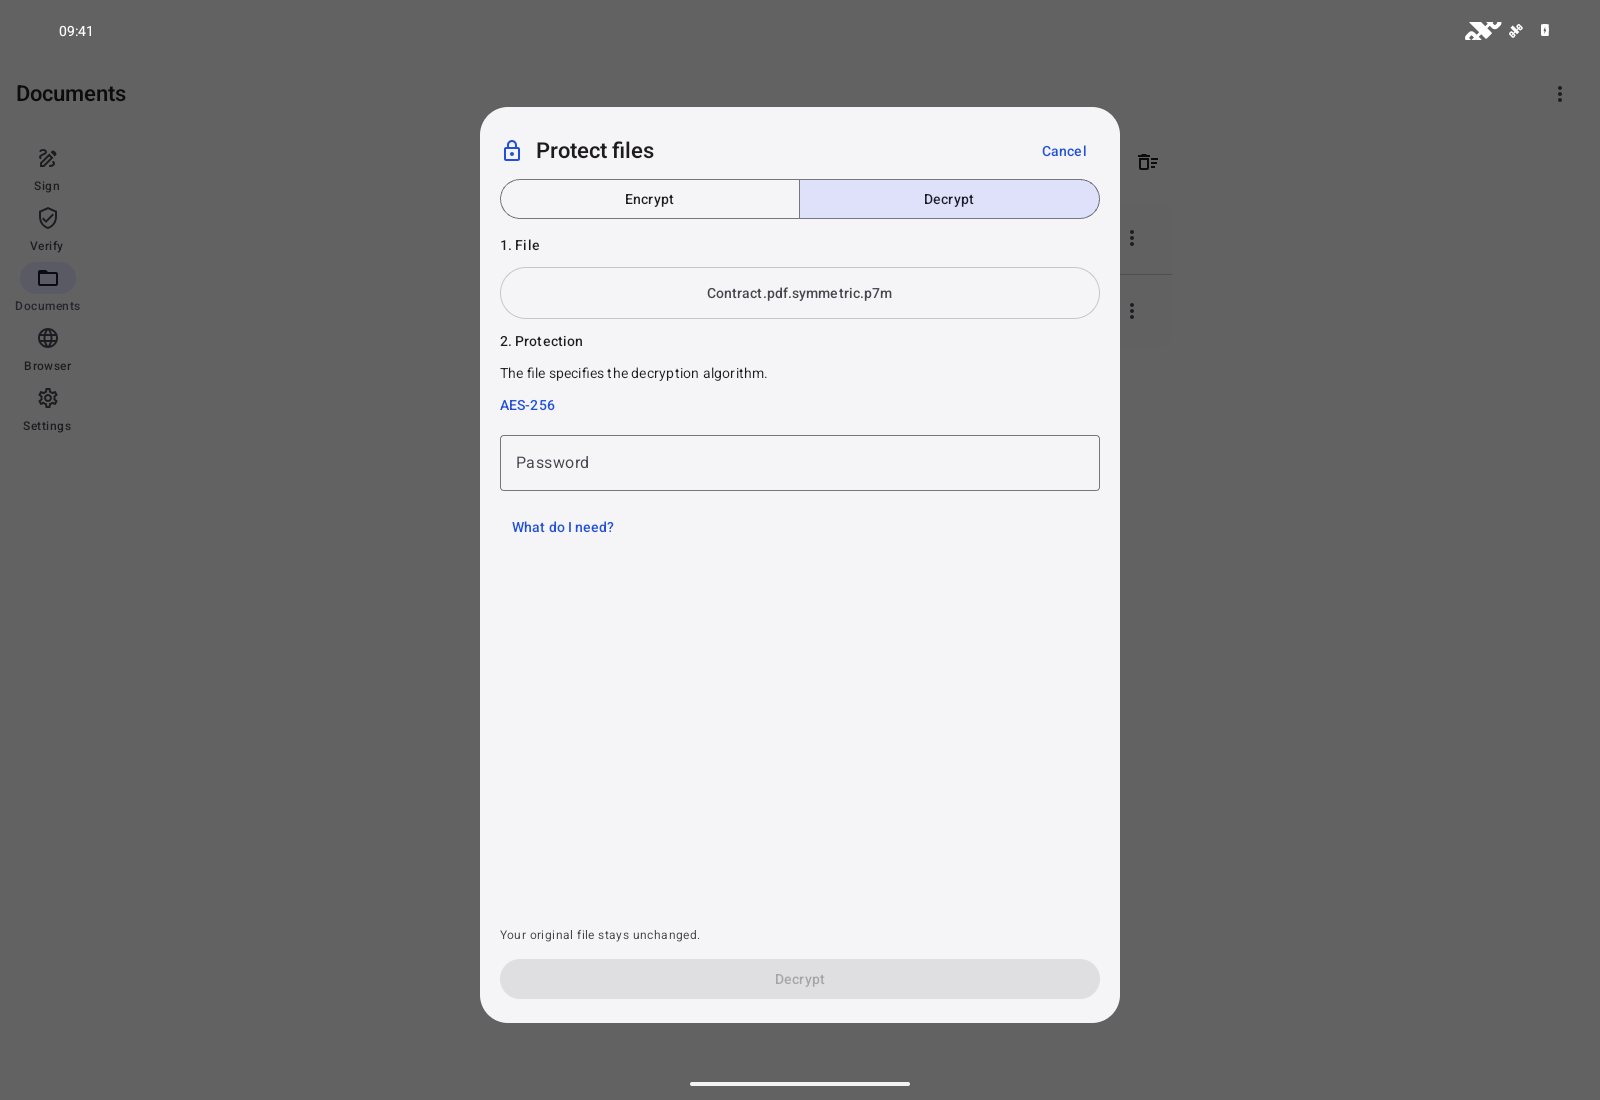 09:41
Documents
Sign
Verify
Documents
Browser
Settings
Protect files
Cancel
Encrypt
Decrypt
1. File
Contract.pdf.symmetric.p7m
2. Protection
The file specifies the decryption algorithm.
AES-256
Password
What do I need?
Your original file stays unchanged.
Decrypt